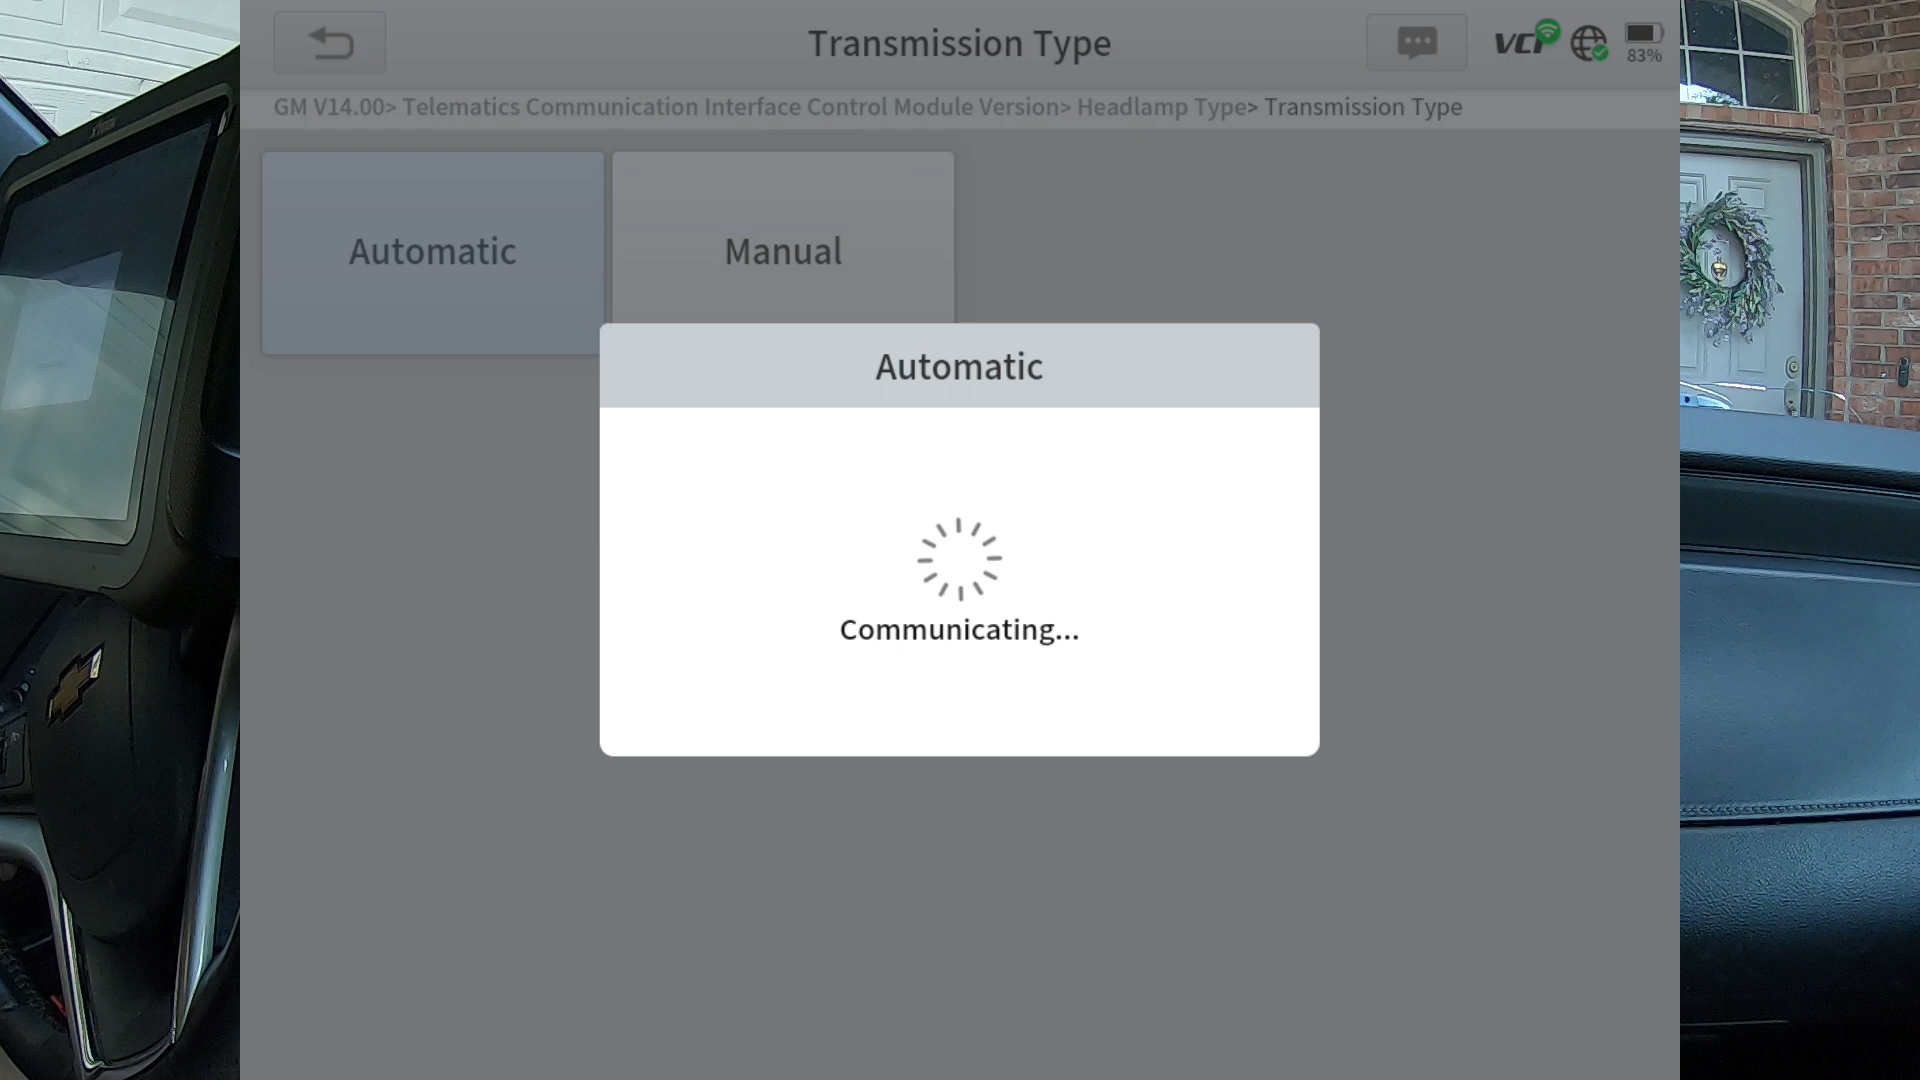 Transmission Type
VCI
83%
GM V14.00> Telematics Communication Interface Control Module Version> Headlamp Type> Transmission Type
Automatic
Manual
Automatic
Communicating...